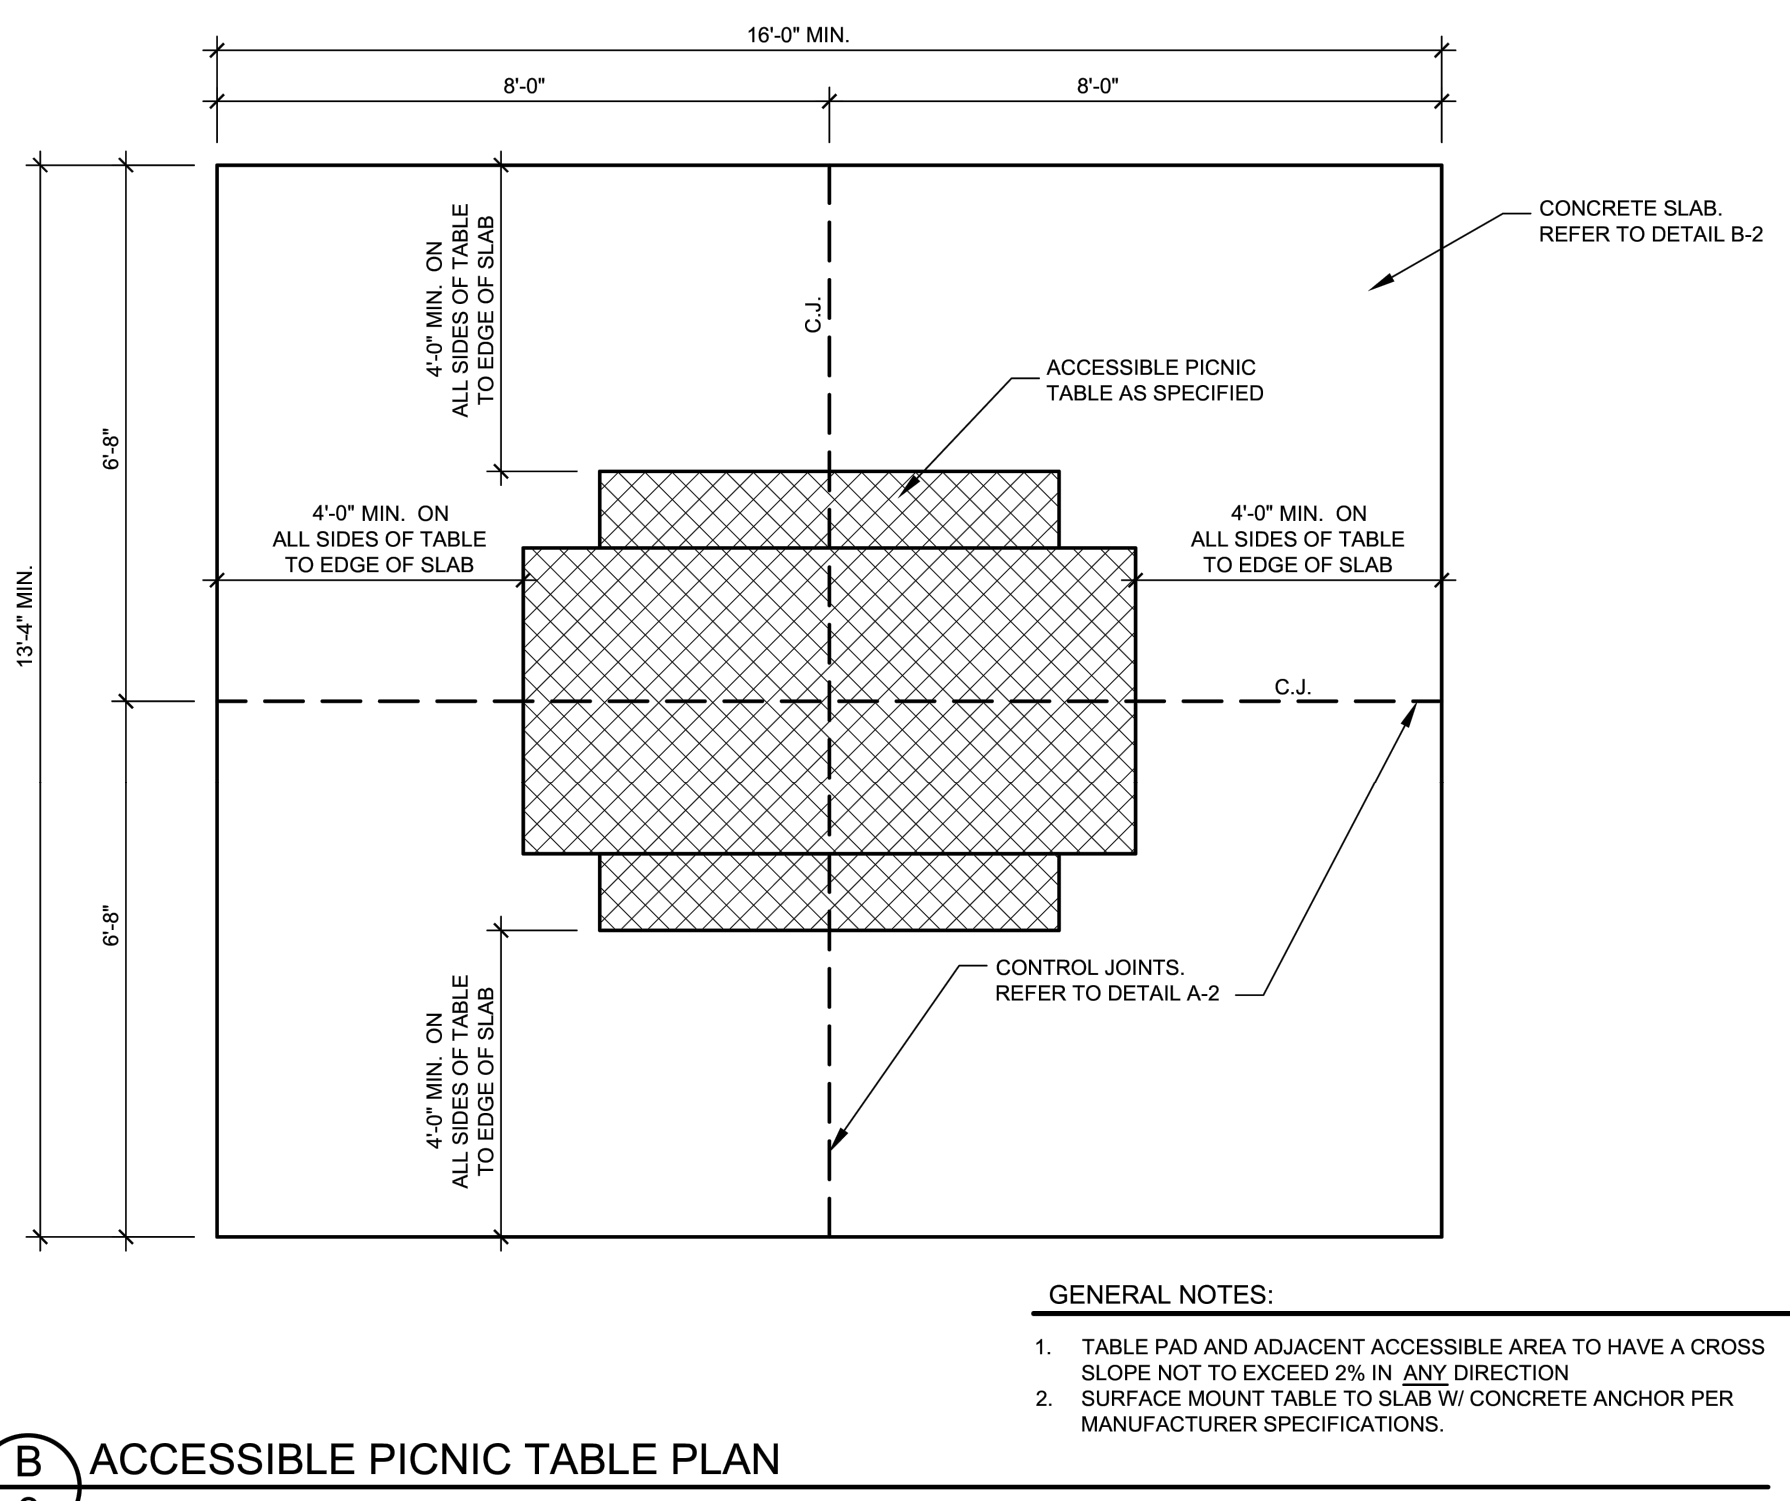 16'-0" MIN.
8'-0"
8'-0"
CONCRETE SLAB.
REFER TO DETAIL B-2
4'-0" MIN.  ON
ALL SIDES OF TABLE
TO EDGE OF SLAB
C.J.
ACCESSIBLE PICNIC
TABLE AS SPECIFIED
6'-8"
4'-0" MIN.  ON
ALL SIDES OF TABLE
TO EDGE OF SLAB
4'-0" MIN.  ON
ALL SIDES OF TABLE
TO EDGE OF SLAB
13'-4" MIN.
C.J.
6'-8"
CONTROL JOINTS.
REFER TO DETAIL A-2
4'-0" MIN.  ON
ALL SIDES OF TABLE
TO EDGE OF SLAB
GENERAL NOTES:
1. TABLE PAD AND ADJACENT ACCESSIBLE AREA TO HAVE A CROSS
SLOPE NOT TO EXCEED 2% IN ANY DIRECTION
2. SURFACE MOUNT TABLE TO SLAB W/ CONCRETE ANCHOR PER
MANUFACTURER SPECIFICATIONS.
B
ACCESSIBLE PICNIC TABLE PLAN